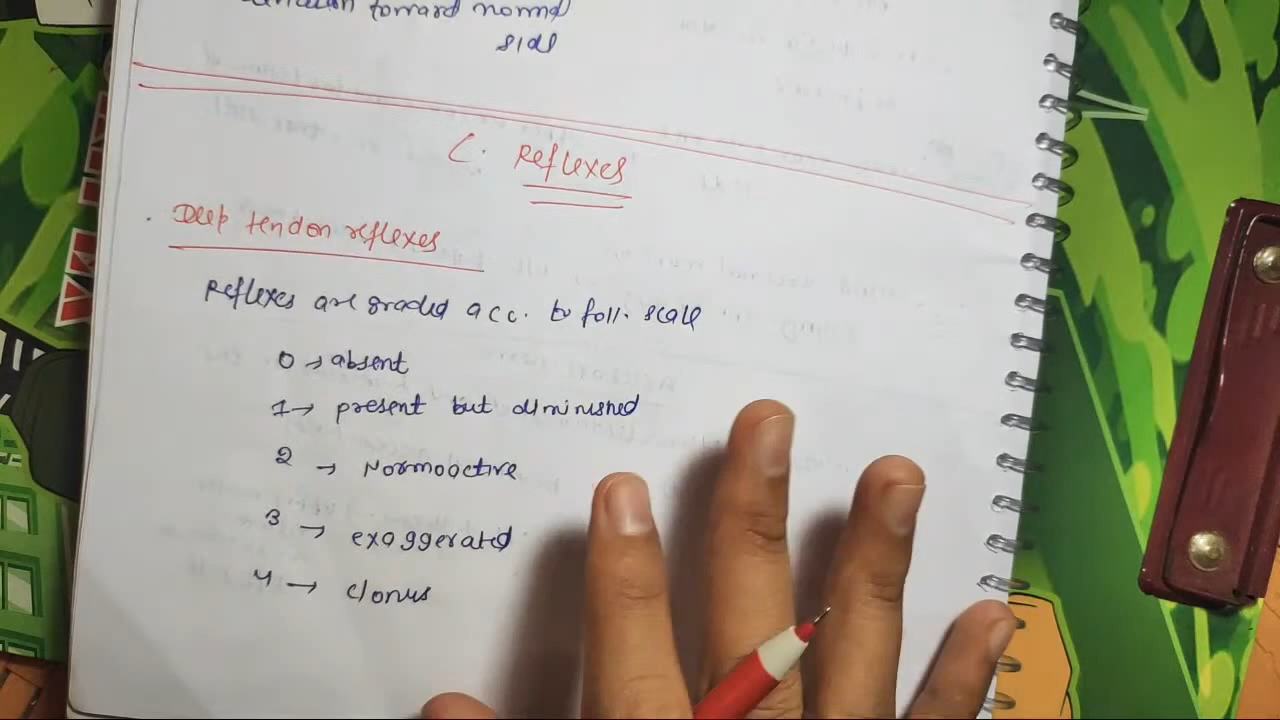 toward normal
side
C. Reflexes
. Deep tendon reflexes
Reflexes are graded acc. to foll. scale
0 → absent
1 → present but diminished
2 → Normoactive
3 → exaggerated
4 → clonus